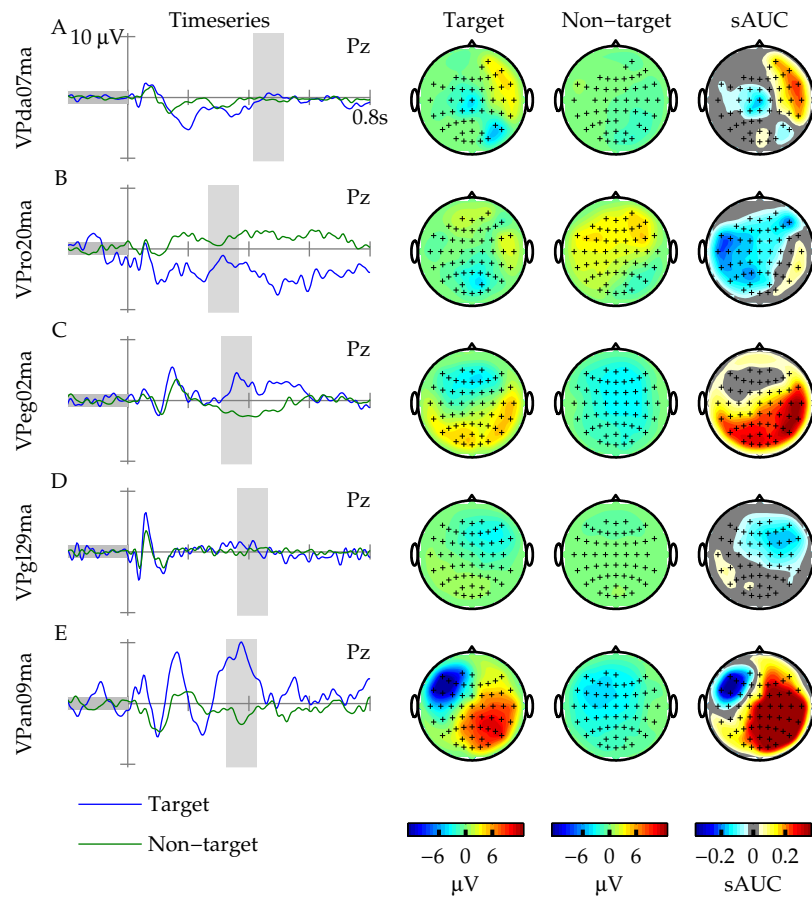 A Timeseries Target Non−target sAUC
10 μV
Pz
0.8s
VPda07ma
B
Pz
VPro20ma
C
Pz
VPeg02ma
D
Pz
VPgl29ma
E
Pz
VPan09ma
Target
Non−target
−6 0 6 −6 0 6 −0.2 0 0.2
μV μV sAUC